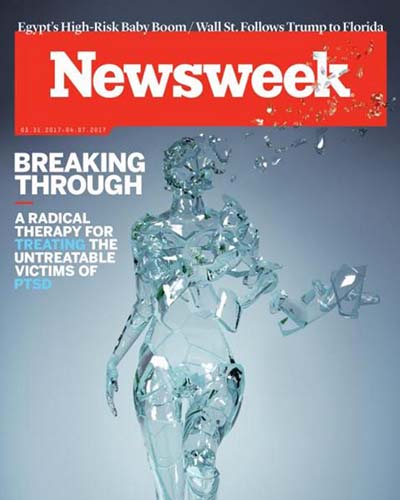 Egypt's High-Risk Baby Boom / Wall St. Follows Trump to Florida
Newsweek
03.31.2017-04.07.2017
BREAKING
THROUGH
A RADICAL
THERAPY FOR
TREATING THE
UNTREATABLE
VICTIMS OF
PTSD